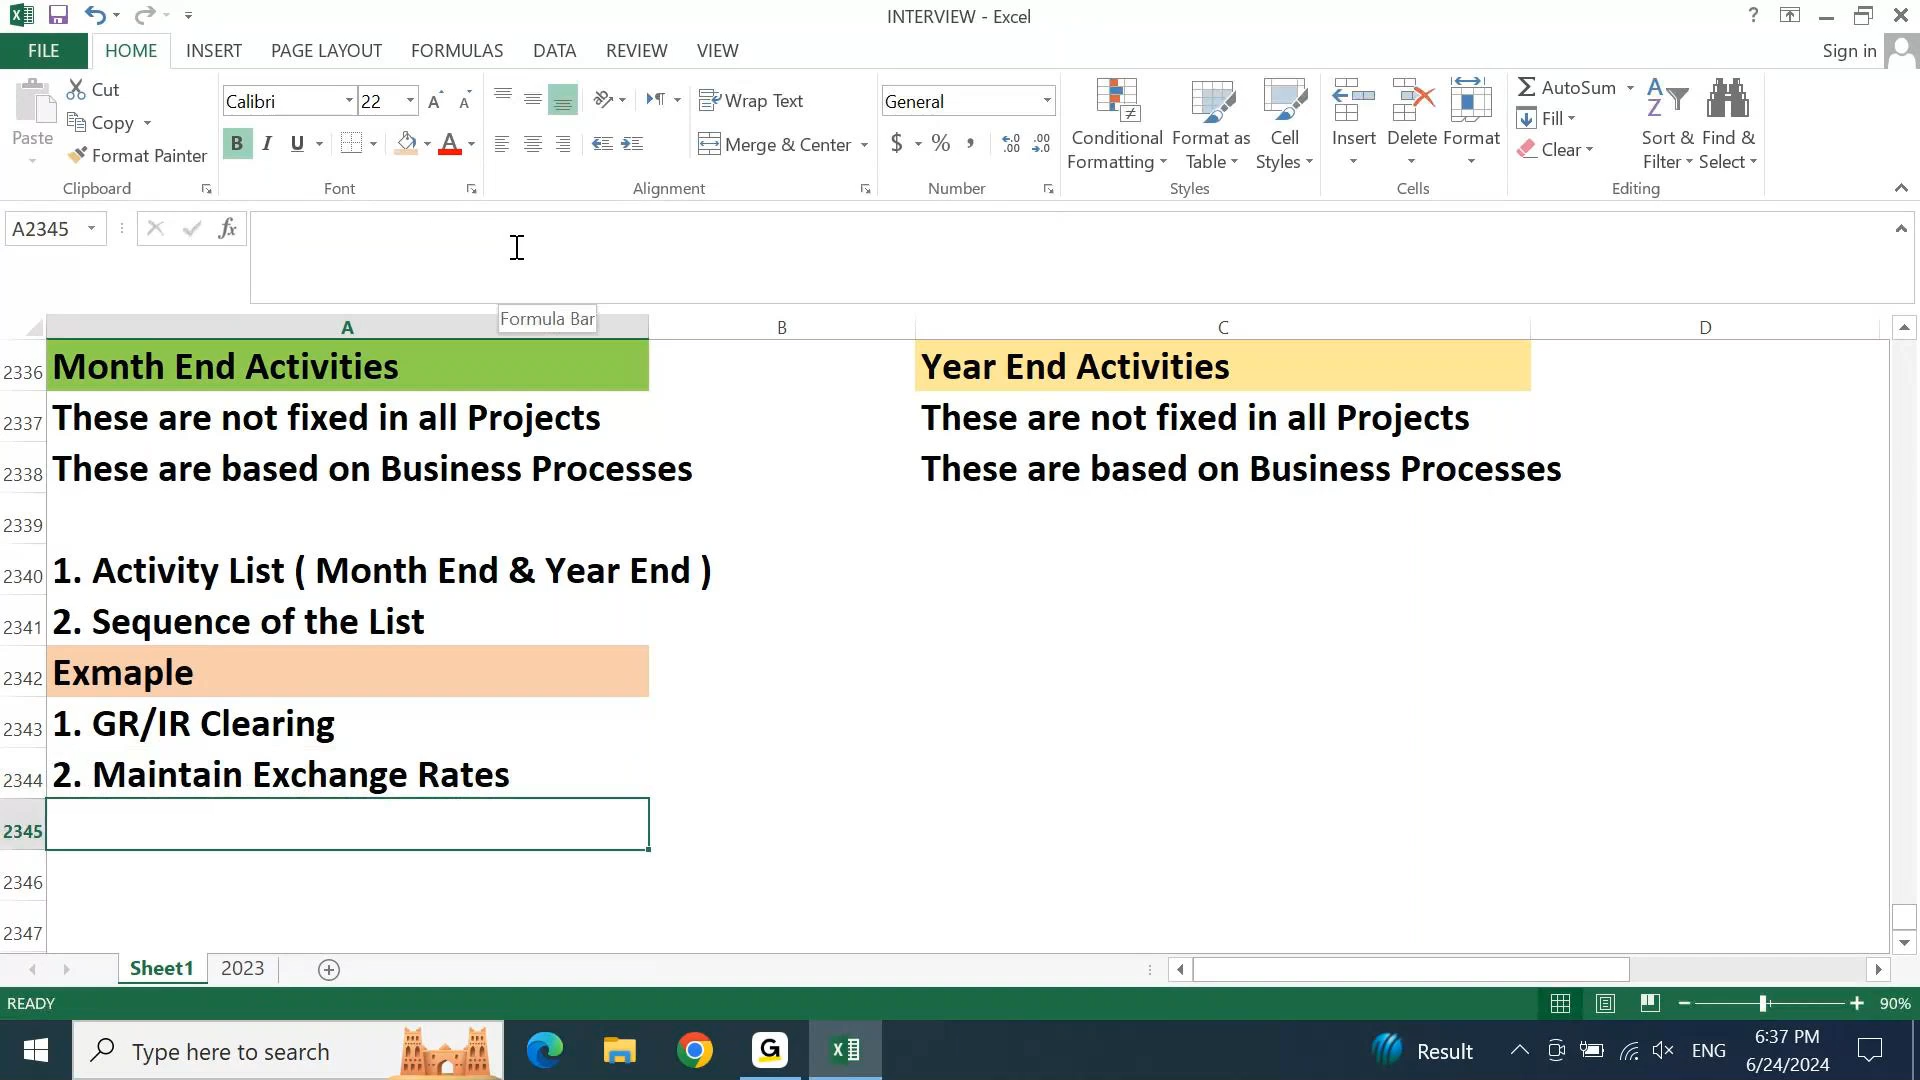 INTERVIEW - Excel
?
FILE HOME INSERT PAGE LAYOUT FORMULAS DATA REVIEW VIEW
Sign in
Paste
Cut
Copy
Format Painter
Clipboard
Calibri 22
B I U
Font
Wrap Text
Merge & Center
Alignment
General
$ % ,
Number
Conditional Formatting
Format as Table
Cell Styles
Styles
Insert Delete Format
Cells
AutoSum
Fill
Clear
Sort & Filter
Find & Select
Editing
A2345
fx
Formula Bar
A B C D
2336 Month End Activities Year End Activities
2337 These are not fixed in all Projects These are not fixed in all Projects
2338 These are based on Business Processes These are based on Business Processes
2339
2340 1. Activity List ( Month End & Year End )
2341 2. Sequence of the List
2342 Exmaple
2343 1. GR/IR Clearing
2344 2. Maintain Exchange Rates
2345
2346
2347
Sheet1 2023
READY
90%
Type here to search
Result
ENG
6:37 PM
6/24/2024